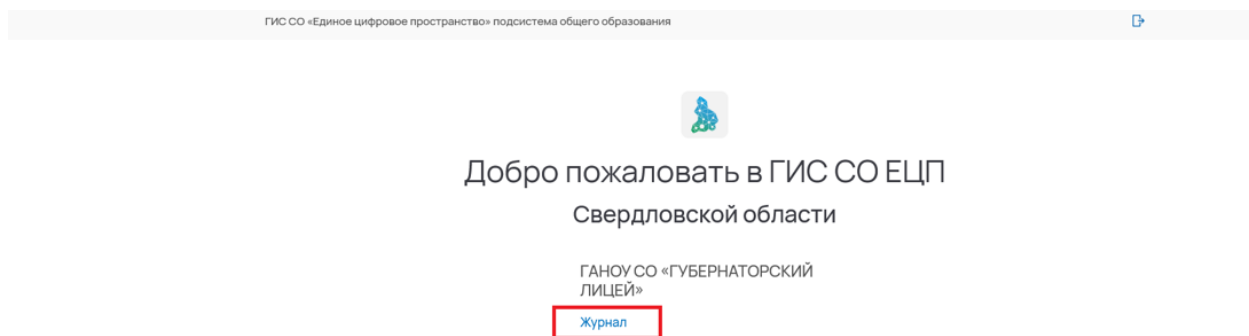 ГИС СО «Единое цифровое пространство» подсистема общего образования
Добро пожаловать в ГИС СО ЕЦП
Свердловской области
ГАНОУ СО «ГУБЕРНАТОРСКИЙ
ЛИЦЕЙ»
Журнал